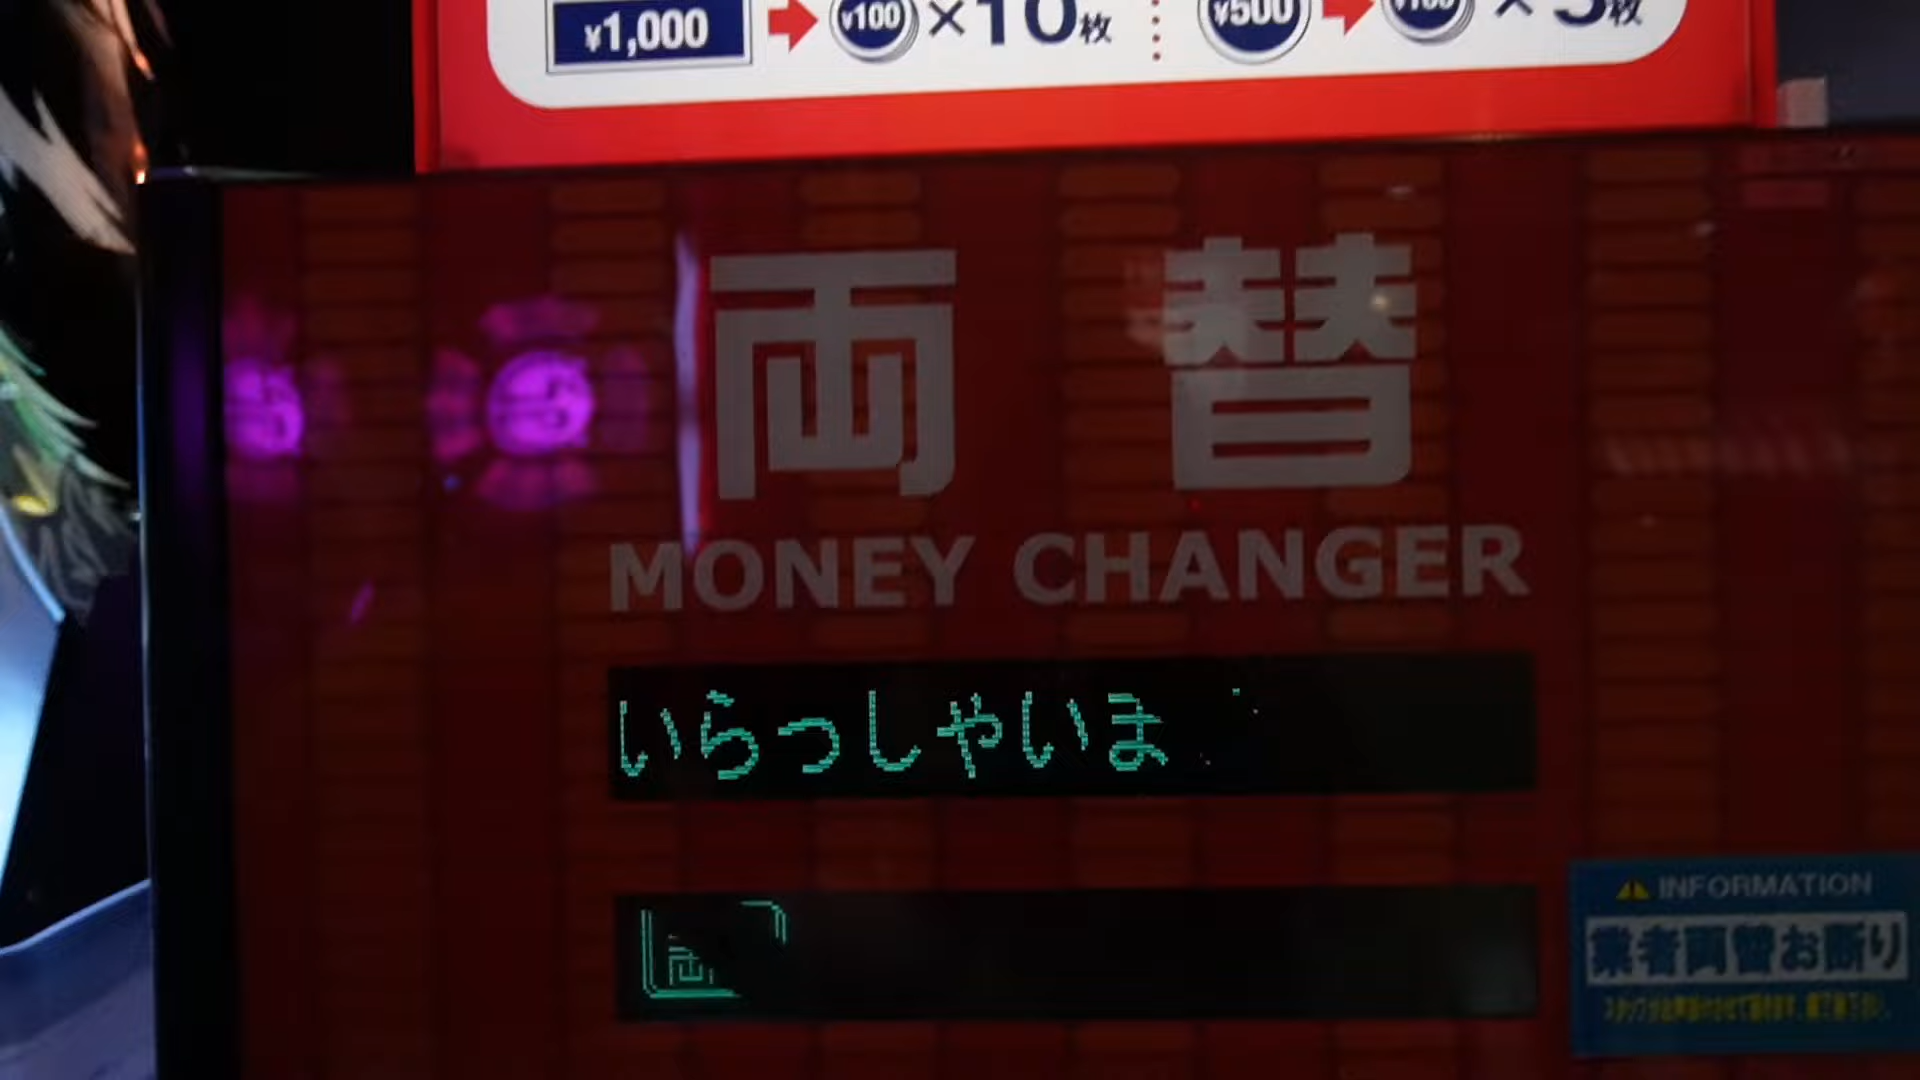 ¥1,000 ➡ ¥100 ×10枚 ¥500 ➡ ¥100 ×5枚
両替
MONEY CHANGER
いらっしゃいま
INFORMATION
業者両替お断り